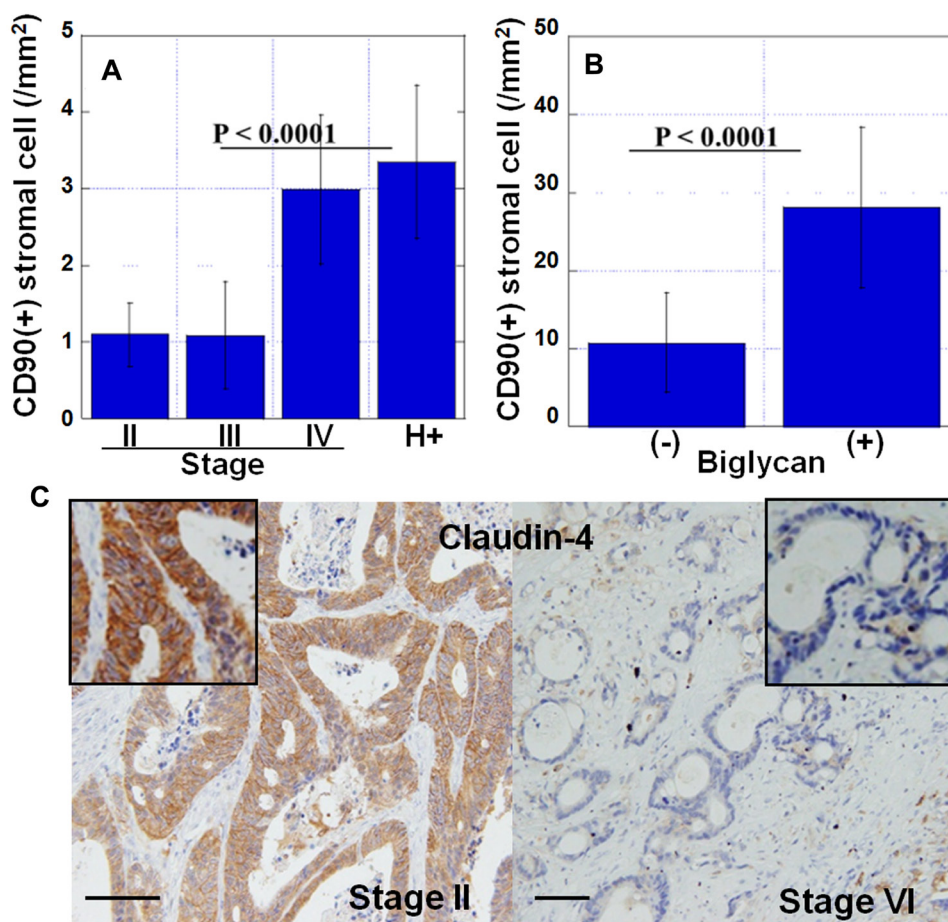 A
CD90(+) stromal cell (/mm²)
5
4
3
2
1
0
P < 0.0001
II III IV H+
Stage
B
CD90(+) stromal cell (/mm²)
50
40
30
20
10
0
P < 0.0001
(-) (+)
Biglycan
C
Claudin-4
Stage II
Stage VI